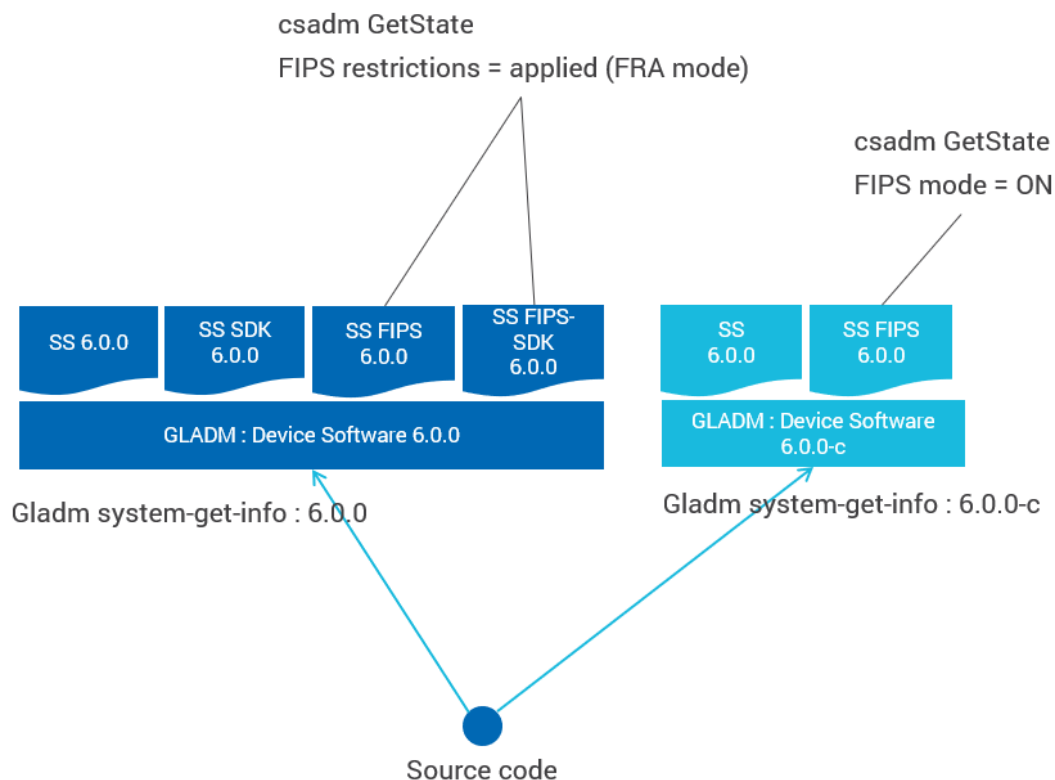 csadm GetState
FIPS restrictions = applied (FRA mode)
csadm GetState
FIPS mode = ON
SS 6.0.0
SS SDK
6.0.0
SS FIPS
6.0.0
SS FIPS-
SDK
6.0.0
SS
6.0.0
SS FIPS
6.0.0
GLADM : Device Software 6.0.0
GLADM : Device Software
6.0.0-c
Gladm system-get-info : 6.0.0
Gladm system-get-info : 6.0.0-c
Source code